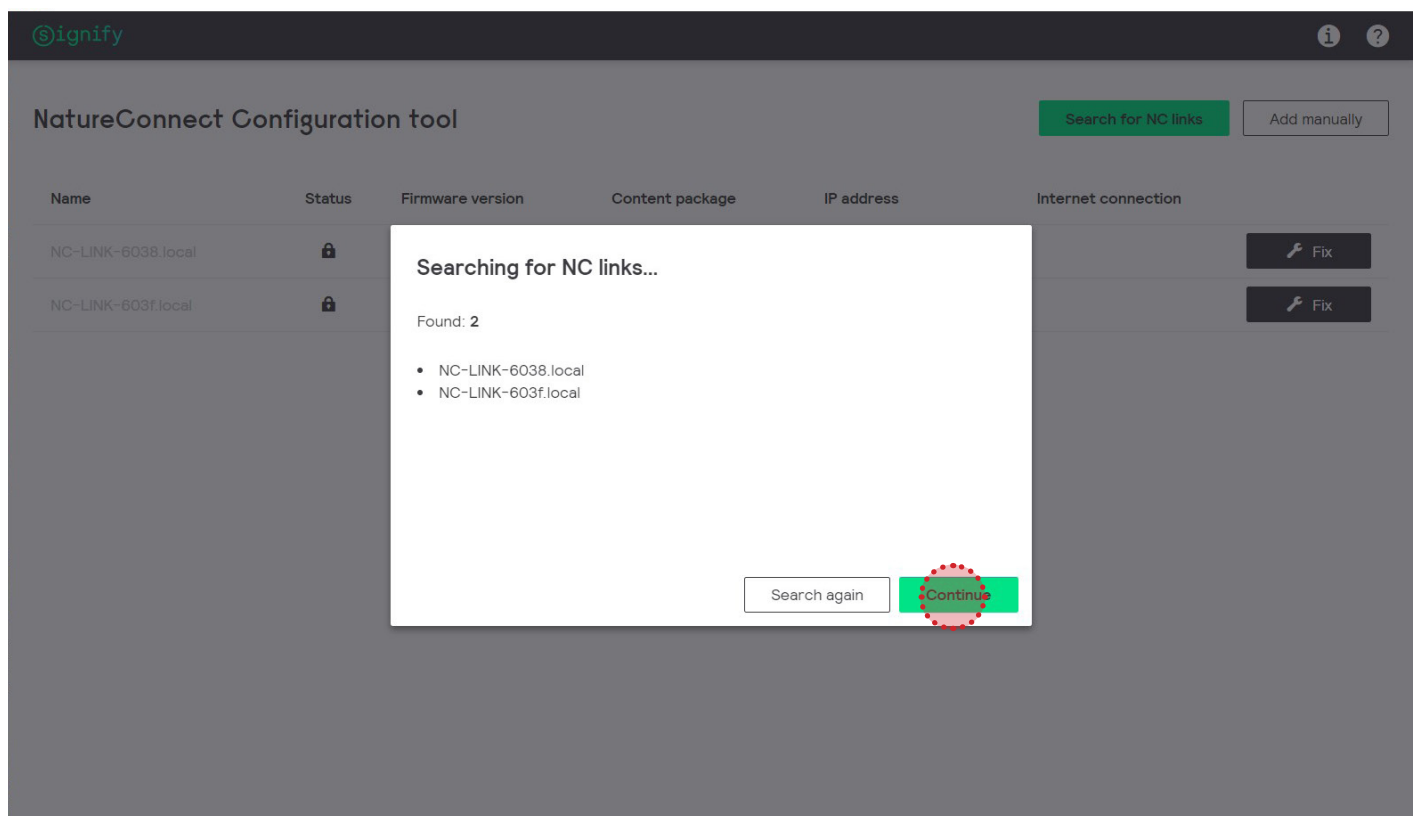 Signify
NatureConnect Configuration tool
Search for NC links
Add manually
Name Status Firmware version Content package IP address Internet connection
NC-LINK-6038.local
Fix
NC-LINK-603f.local
Fix
Searching for NC links...
Found: 2
• NC-LINK-6038.local
• NC-LINK-603f.local
Search again
Continue